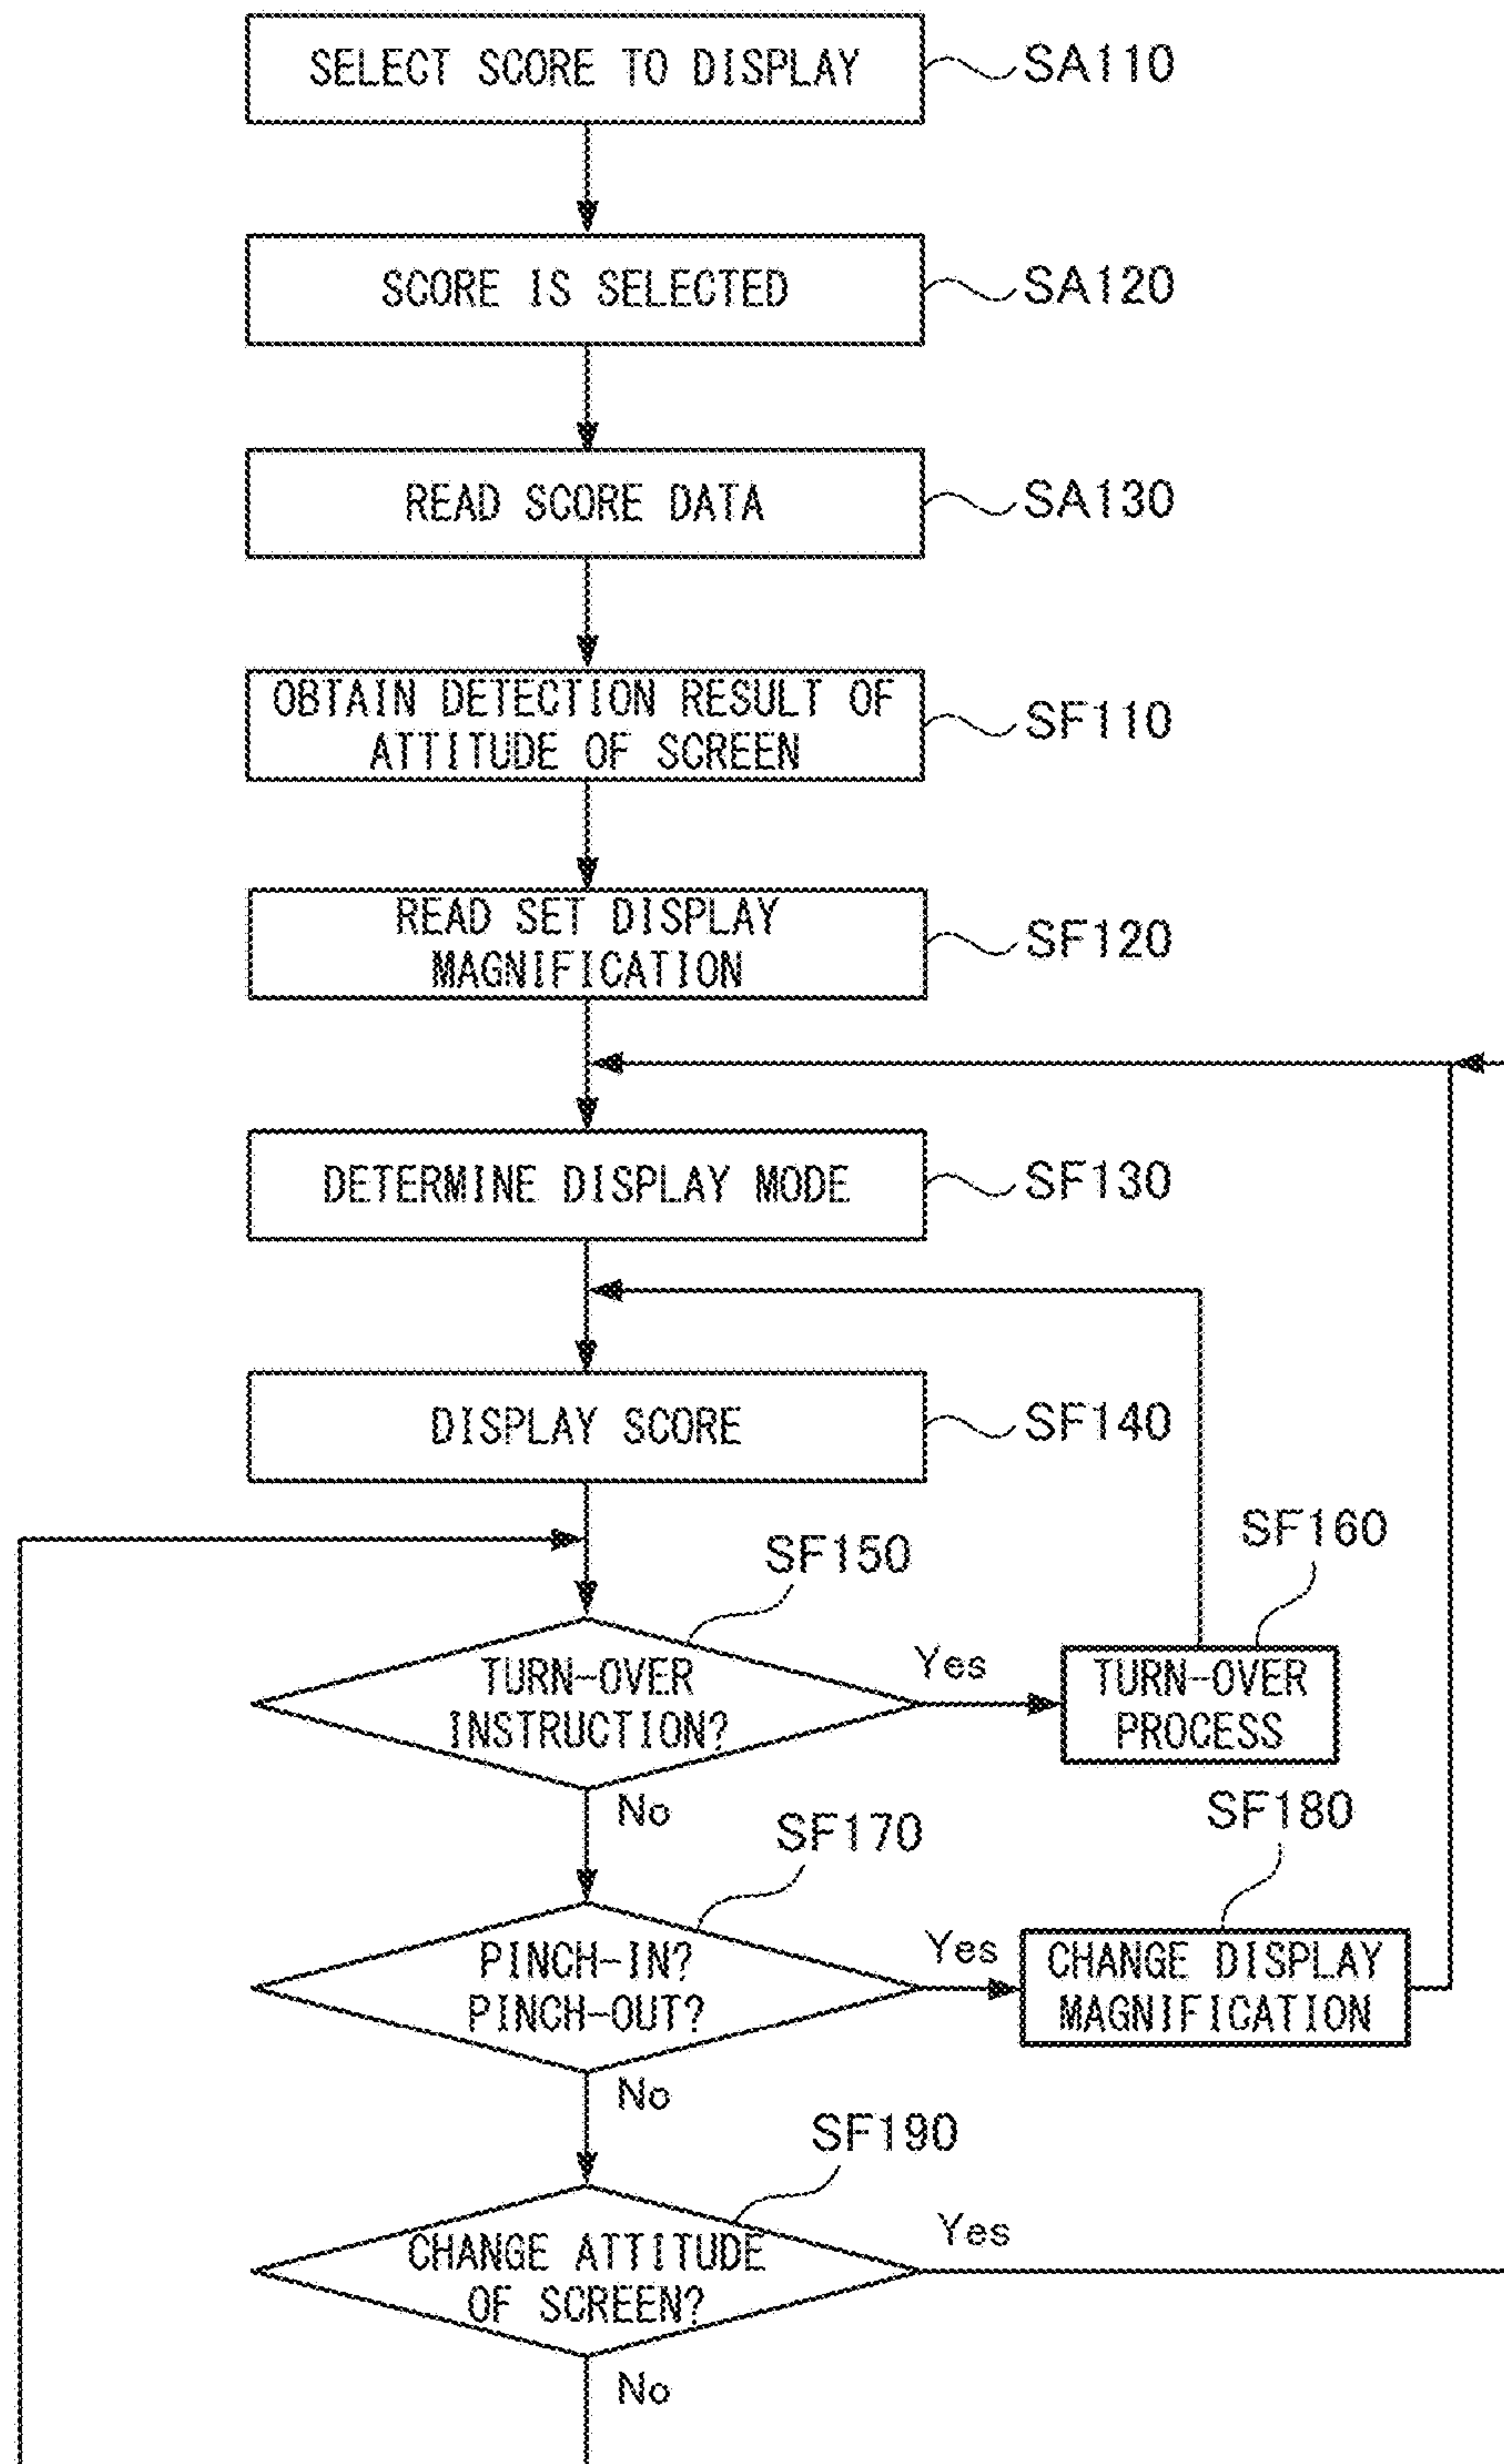 SELECT SCORE TO DISPLAY
SA110
SCORE IS SELECTED
SA120
READ SCORE DATA
SA130
OBTAIN DETECTION RESULT OF
ATTITUDE OF SCREEN
SF110
READ SET DISPLAY
MAGNIFICATION
SF120
DETERMINE DISPLAY MODE
SF130
DISPLAY SCORE
SF140
SF150
SF160
TURN-OVER
INSTRUCTION?
Yes
TURN-OVER
PROCESS
No
SF170
SF180
PINCH-IN?
PINCH-OUT?
Yes
CHANGE DISPLAY
MAGNIFICATION
No
SF190
CHANGE ATTITUDE
OF SCREEN?
Yes
No